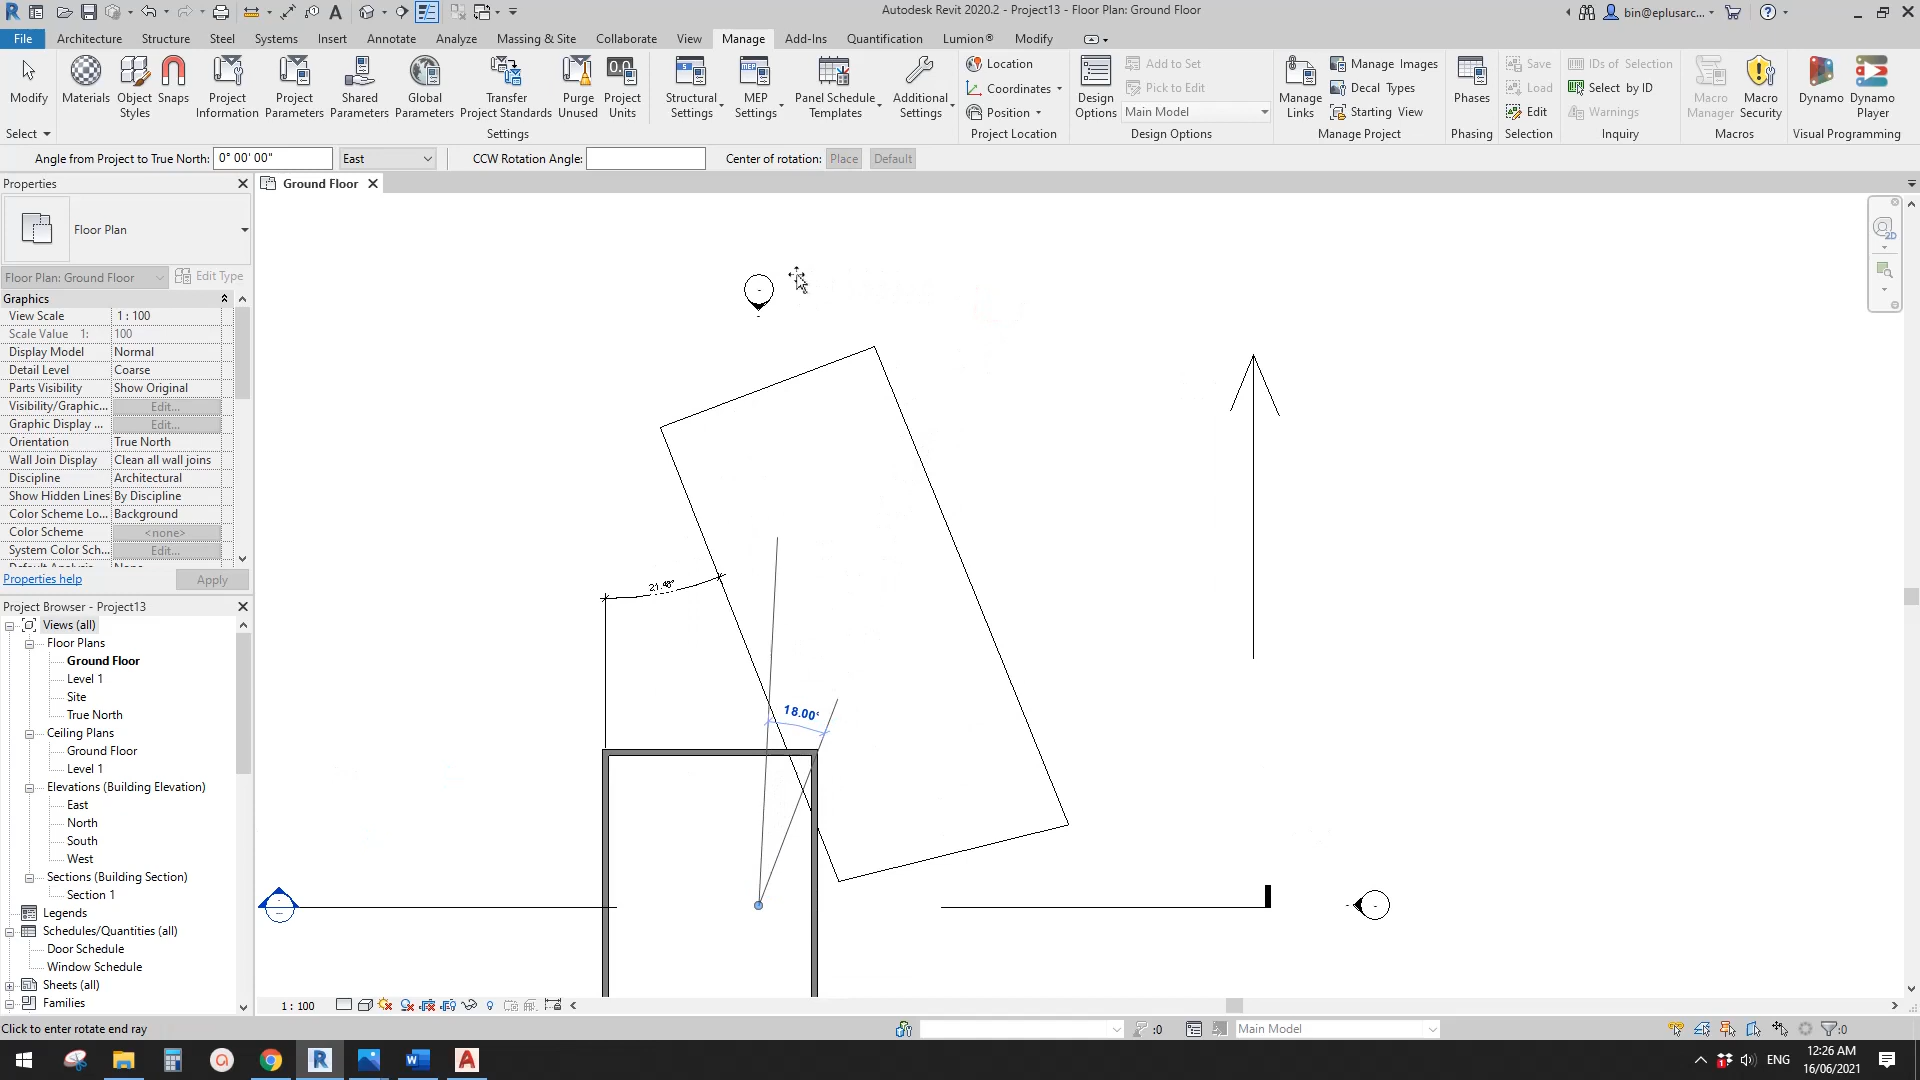 Autodesk Revit 2020.2 - Project13 - Floor Plan: Ground Floor
bin@eplusarc...
File Architecture Structure Steel Systems Insert Annotate Analyze Massing & Site Collaborate View Manage Add-Ins Quantification Lumion® Modify
Modify
Materials
Object Styles
Snaps
Project Information
Project Parameters
Shared Parameters
Global Parameters
Transfer Project Standards
Purge Unused
Project Units
Structural Settings
MEP Settings
Panel Schedule Templates
Additional Settings
Location
Coordinates
Position
Design Options
Add to Set
Pick to Edit
Main Model
Manage Links
Manage Images
Decal Types
Starting View
Phases
Save
Load
Edit
IDs of Selection
Select by ID
Warnings
Macro Manager
Macro Security
Dynamo
Dynamo Player
Select
Settings
Project Location
Design Options
Manage Project
Phasing
Selection
Inquiry
Macros
Visual Programming
Angle from Project to True North: 0° 00' 00" East CCW Rotation Angle: Center of rotation: Place Default
Properties
Ground Floor
Floor Plan
Floor Plan: Ground Floor Edit Type
Graphics
View Scale 1 : 100
Scale Value 1: 100
Display Model Normal
Detail Level Coarse
Parts Visibility Show Original
Visibility/Graphic... Edit...
Graphic Display ... Edit...
Orientation True North
Wall Join Display Clean all wall joins
Discipline Architectural
Show Hidden Lines By Discipline
Color Scheme Lo... Background
Color Scheme <none>
System Color Sch... Edit...
Properties help Apply
Project Browser - Project13
Views (all)
Floor Plans
Ground Floor
Level 1
Site
True North
Ceiling Plans
Ground Floor
Level 1
Elevations (Building Elevation)
East
North
South
West
Sections (Building Section)
Section 1
Legends
Schedules/Quantities (all)
Door Schedule
Window Schedule
Sheets (all)
Families
18.00°
2D
1 : 100
Click to enter rotate end ray
:0
Main Model
:0
ENG
12:26 AM
16/06/2021